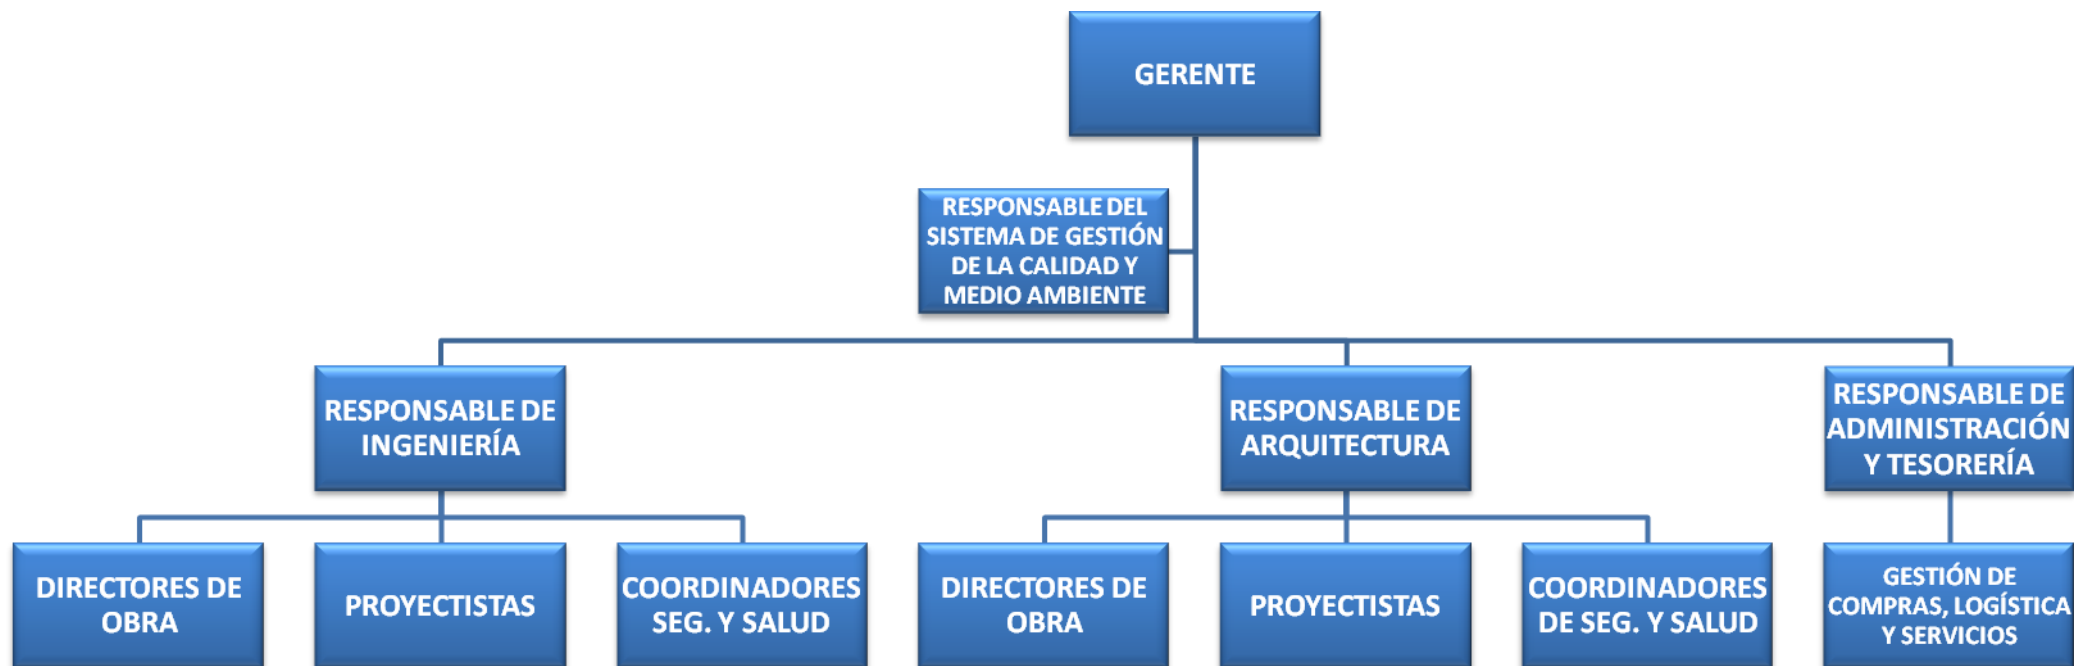 GERENTE
RESPONSABLE DEL
SISTEMA DE GESTIÓN
DE LA CALIDAD Y
MEDIO AMBIENTE
RESPONSABLE DE
INGENIERÍA
RESPONSABLE DE
ARQUITECTURA
RESPONSABLE DE
ADMINISTRACIÓN
Y TESORERÍA
DIRECTORES DE
OBRA
PROYECTISTAS
COORDINADORES
SEG. Y SALUD
DIRECTORES DE
OBRA
PROYECTISTAS
COORDINADORES
DE SEG. Y SALUD
GESTIÓN DE
COMPRAS, LOGÍSTICA
Y SERVICIOS